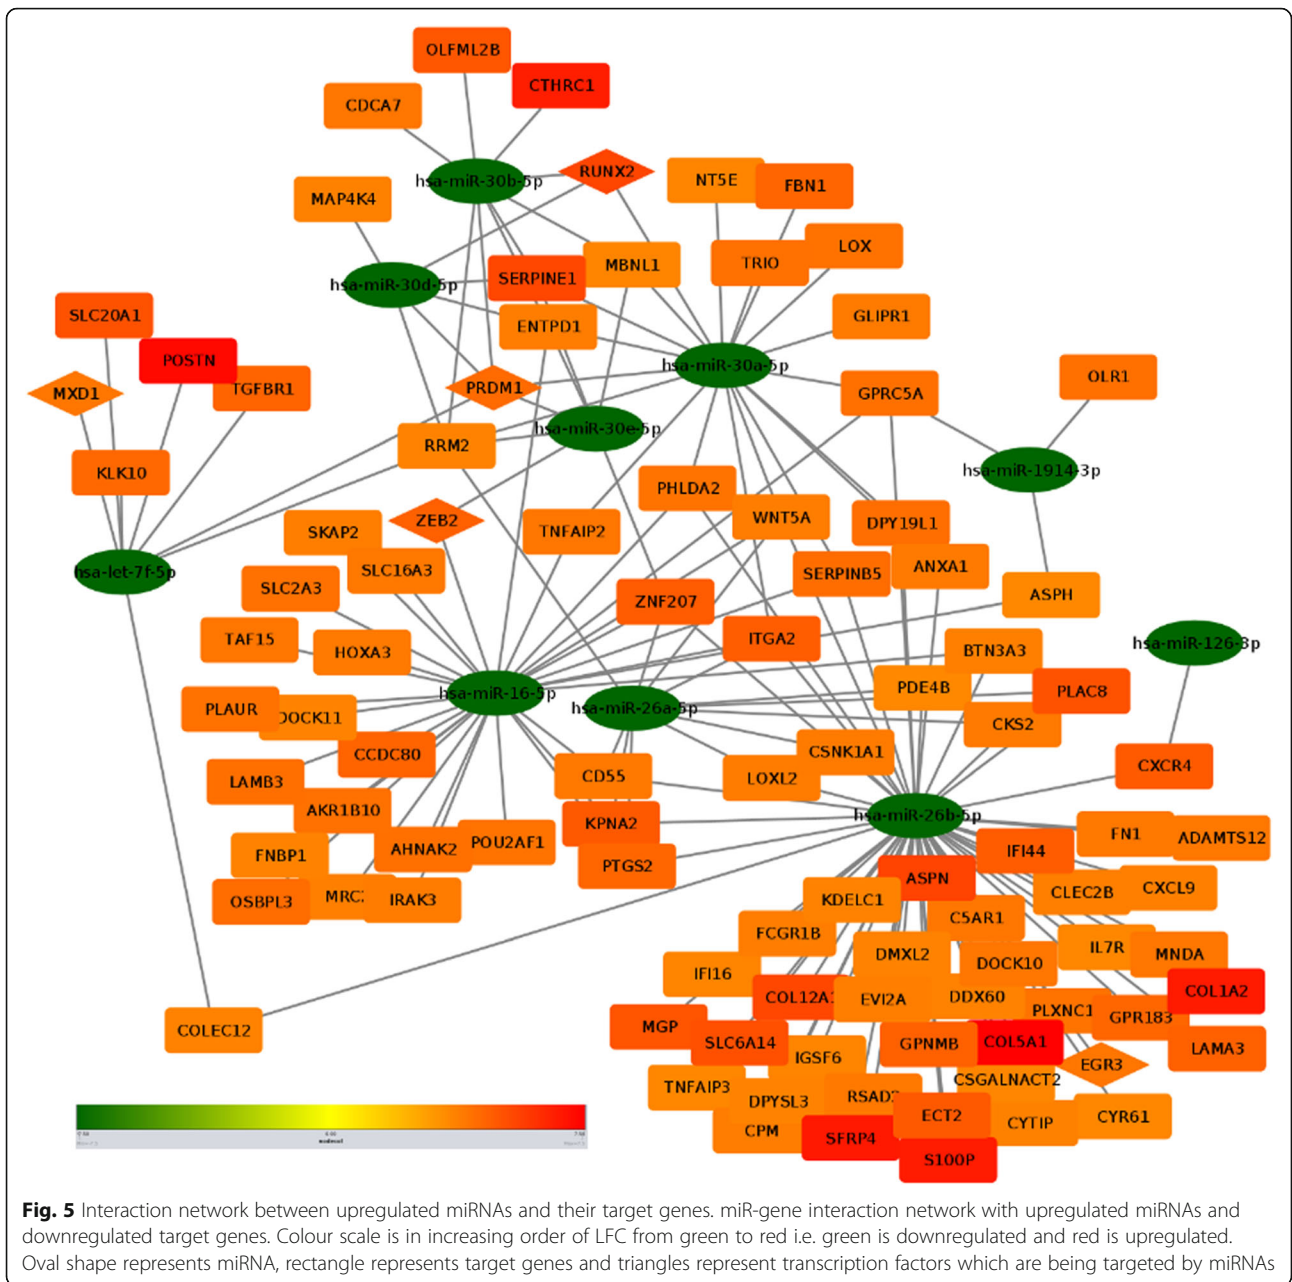 OLFML2B
CTHRC1
CDCA7
hsa-miR-30b-5p
RUNX2
NT5E
FBN1
MAP4K4
LOX
TRIO
MBNL1
SERPINE1
hsa-miR-30d-5p
SLC20A1
GLIPR1
ENTPD1
POSTN
hsa-miR-30a-5p
OLR1
TGFBR1
MXD1
PRDM1
GPRC5A
hsa-miR-30e-5p
RRM2
KLK10
hsa-miR-1914-3p
PHLDA2
WNT5A
ZEB2
DPY19L1
TNFAIP2
SKAP2
SLC16A3
hsa-let-7f-5p
ANXA1
SERPINB5
SLC2A3
ASPH
ZNF207
ITGA2
TAF15
HOXA3
hsa-miR-126-3p
BTN3A3
PDE4B
PLAC8
hsa-miR-16-5p
hsa-miR-26a-5p
PLAUR
DOCK11
CKS2
CCDC80
CSNK1A1
CXCR4
LAMB3
CD55
LOXL2
AKR1B10
hsa-miR-26b-5p
KPNA2
FN1
ADAMTS12
POU2AF1
AHNAK2
FNBP1
IFI44
PTGS2
ASPN
CLEC2B
CXCL9
OSBPL3
MRC2
IRAK3
KDELC1
C5AR1
FCGR1B
IL7R
MNDA
DMXL2
DOCK10
IFI16
COL1A2
COL12A1
EVI2A
DDX60
PLXNC1
GPR183
COLEC12
MGP
SLC6A14
GPNMB
COL5A1
LAMA3
IGSF6
EGR3
CSGALNACT2
TNFAIP3
DPYSL3
RSAD2
ECT2
CYTIP
CYR61
CPM
SFRP4
S100P
Fig. 5 Interaction network between upregulated miRNAs and their target genes. miR-gene interaction network with upregulated miRNAs and
downregulated target genes. Colour scale is in increasing order of LFC from green to red i.e. green is downregulated and red is upregulated.
Oval shape represents miRNA, rectangle represents target genes and triangles represent transcription factors which are being targeted by miRNAs